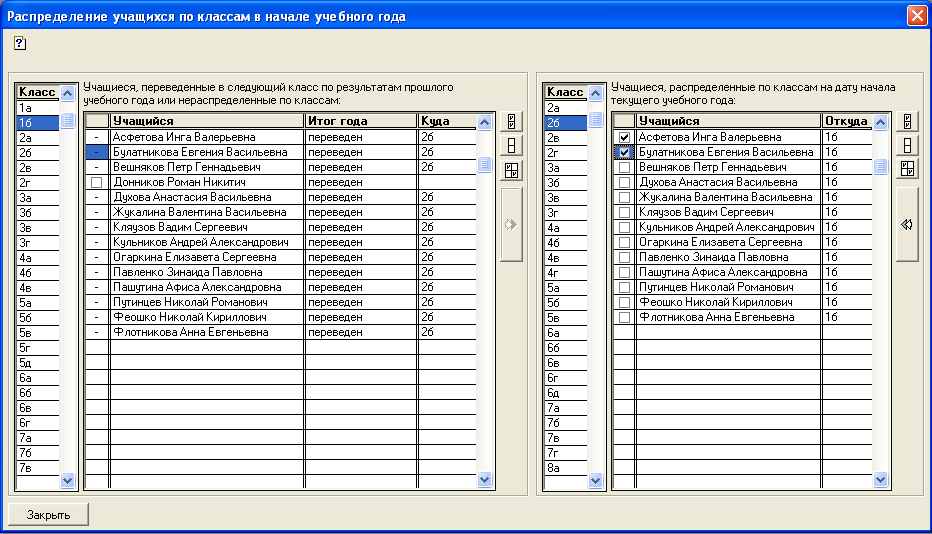 Распределение учащихся по классам в начале учебного года
Класс
1а
1б
2а
2б
2в
2г
3а
3б
3в
3г
4а
4б
4в
5а
5б
5в
5г
5д
6а
6б
6в
6г
7а
7б
7в
Учащиеся, переведенные в следующий класс по результатам прошлого
учебного года или нераспределенные по классам:
Учащийся Итог года Куда
- Асфетова Инга Валерьевна переведен 2б
- Булатникова Евгения Васильевна переведен 2б
- Вешняков Петр Геннадьевич переведен 2б
Донников Роман Никитич переведен
- Духова Анастасия Васильевна переведен 2б
- Жукалина Валентина Васильевна переведен 2б
- Кляузов Вадим Сергеевич переведен 2б
- Кульников Андрей Александрович переведен 2б
- Огаркина Елизавета Сергеевна переведен 2б
- Павленко Зинаида Павловна переведен 2б
- Пашутина Афиса Александровна переведен 2б
- Путинцев Николай Романович переведен 2б
- Феошко Николай Кириллович переведен 2б
- Флотникова Анна Евгеньевна переведен 2б
Класс
2а
2б
2в
2г
3а
3б
3в
3г
4а
4б
4в
4г
5а
5б
5в
6а
6б
6в
6г
6д
7а
7б
7в
7г
8а
Учащиеся, распределенные по классам на дату начала
текущего учебного года:
Учащийся Откуда
Асфетова Инга Валерьевна 1б
Булатникова Евгения Васильевна 1б
Вешняков Петр Геннадьевич 1б
Духова Анастасия Васильевна 1б
Жукалина Валентина Васильевна 1б
Кляузов Вадим Сергеевич 1б
Кульников Андрей Александрович 1б
Огаркина Елизавета Сергеевна 1б
Павленко Зинаида Павловна 1б
Пашутина Афиса Александровна 1б
Путинцев Николай Романович 1б
Феошко Николай Кириллович 1б
Флотникова Анна Евгеньевна 1б
Закрыть